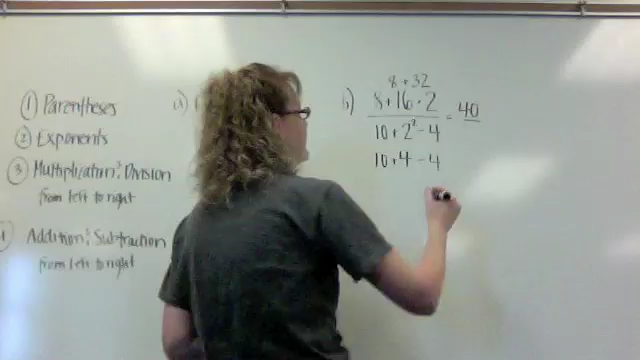 ① Parentheses
② Exponents
③ Multiplication & Division
from left to right
Addition & Subtraction
from left to right
a)
b)
8 + 32
8 + 16 · 2
10 + 2² - 4
= 40
10 + 4 - 4